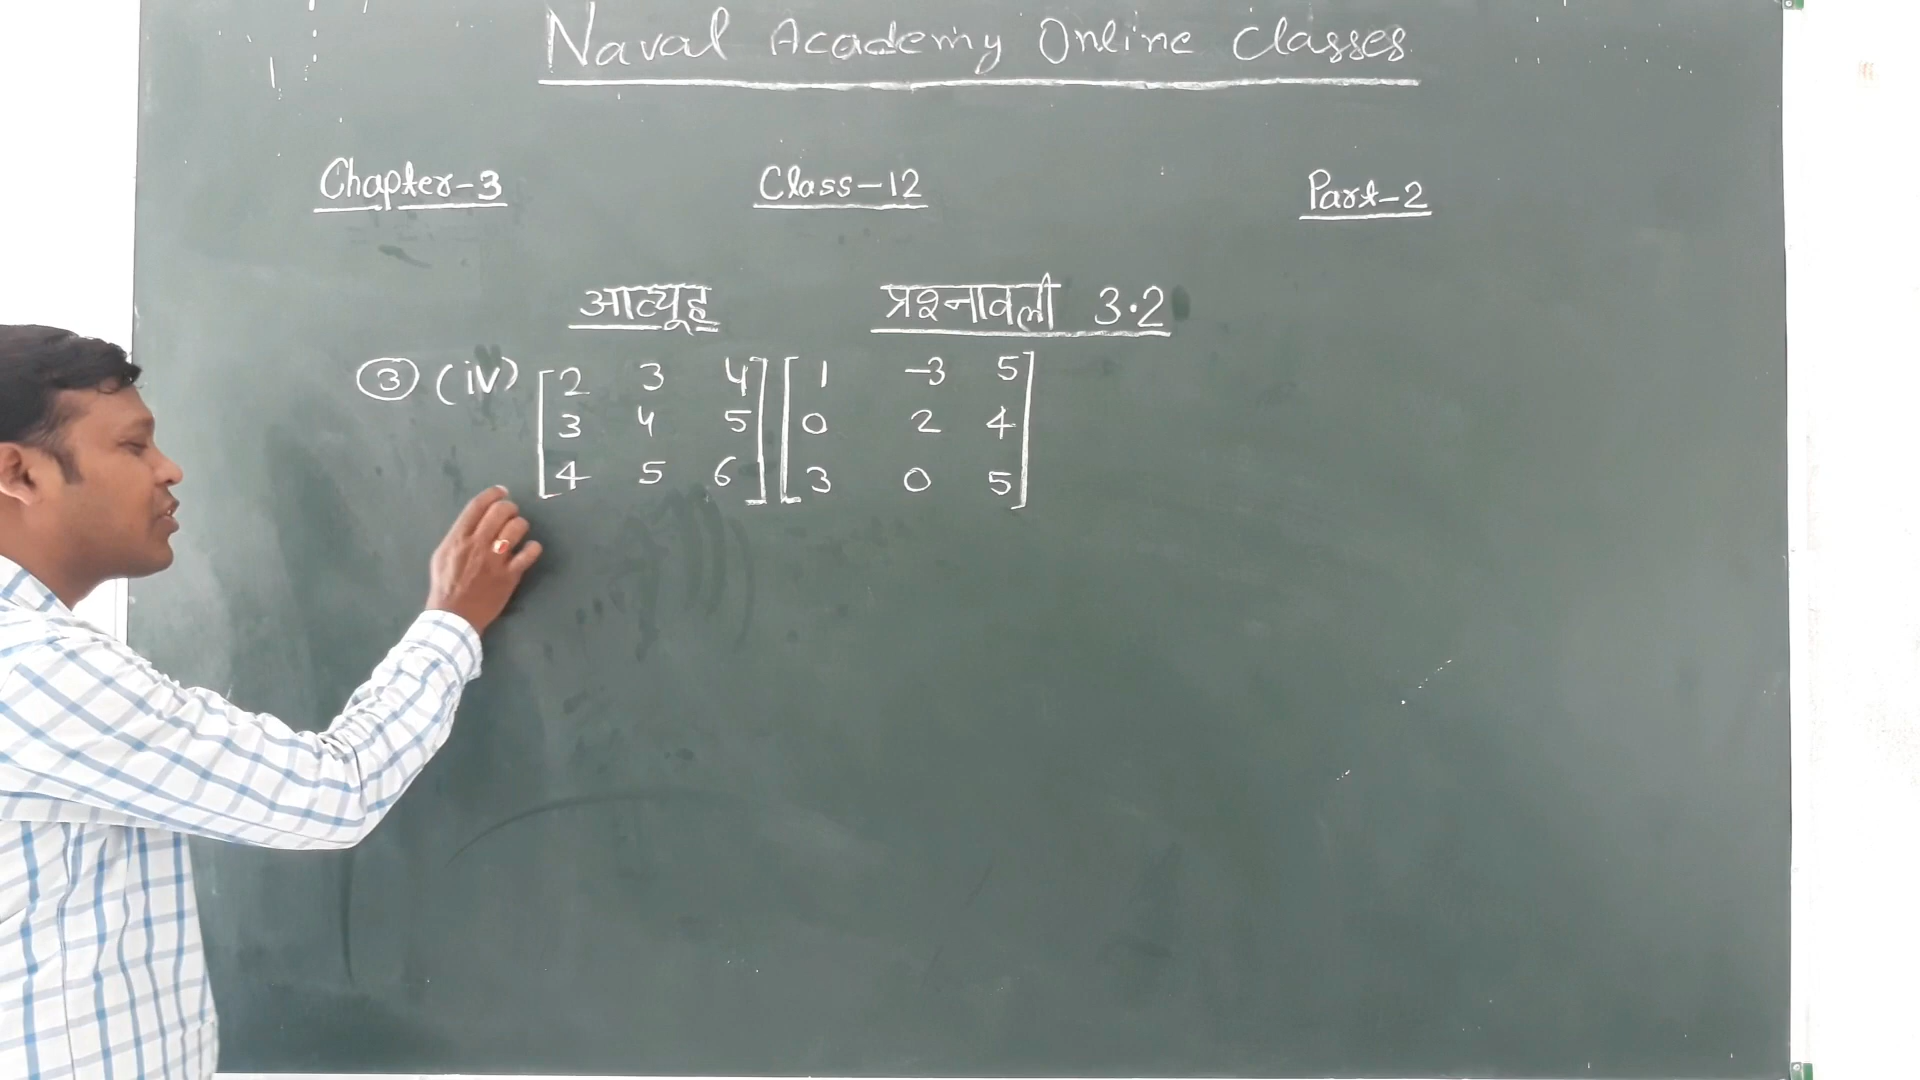 Naval Academy Online Classes
Chapter-3 Class-12 Part-2
आव्यूह प्रश्नावली 3.2
③ (iv) [2 3 4] [1 -3 5]
[3 4 5] [0 2 4]
[4 5 6] [3 0 5]